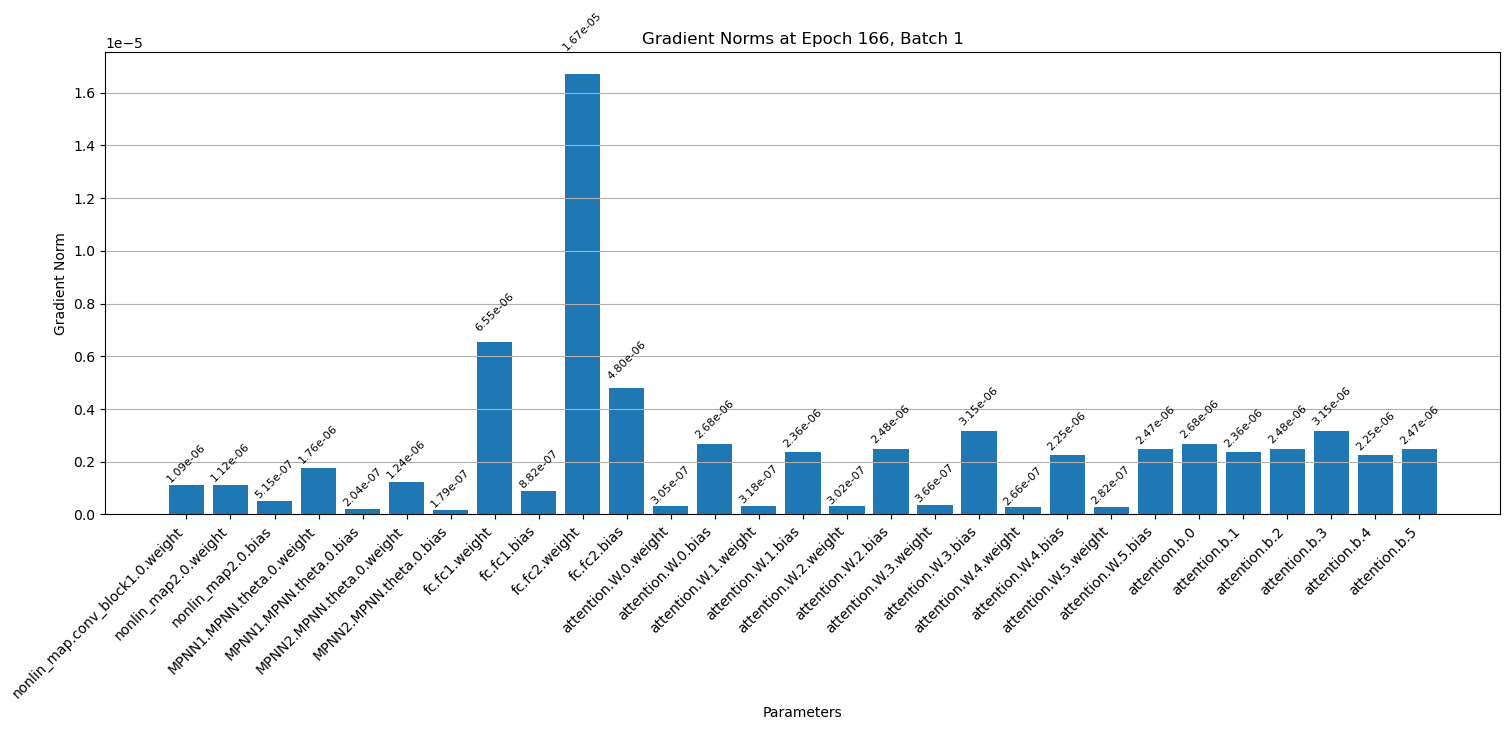 Gradient Norms at Epoch 166, Batch 1
1e−5
Gradient Norm
1.6
1.4
1.2
1.0
0.8
0.6
0.4
0.2
0.0
1.09e-06
1.12e-06
5.15e-07
1.76e-06
2.04e-07
1.24e-06
1.79e-07
6.55e-06
8.82e-07
1.67e-05
4.80e-06
3.05e-07
2.68e-06
3.18e-07
2.36e-06
3.02e-07
2.48e-06
3.66e-07
3.15e-06
2.66e-07
2.25e-06
2.82e-07
2.47e-06
2.68e-06
2.36e-06
2.48e-06
3.15e-06
2.25e-06
2.47e-06
nonlin_map.conv_block1.0.weight
nonlin_map2.0.weight
nonlin_map2.0.bias
MPNN1.MPNN.theta.0.weight
MPNN1.MPNN.theta.0.bias
MPNN2.MPNN.theta.0.weight
MPNN2.MPNN.theta.0.bias
fc.fc1.weight
fc.fc1.bias
fc.fc2.weight
fc.fc2.bias
attention.W.0.weight
attention.W.0.bias
attention.W.1.weight
attention.W.1.bias
attention.W.2.weight
attention.W.2.bias
attention.W.3.weight
attention.W.3.bias
attention.W.4.weight
attention.W.4.bias
attention.W.5.weight
attention.W.5.bias
attention.b.0
attention.b.1
attention.b.2
attention.b.3
attention.b.4
attention.b.5
Parameters